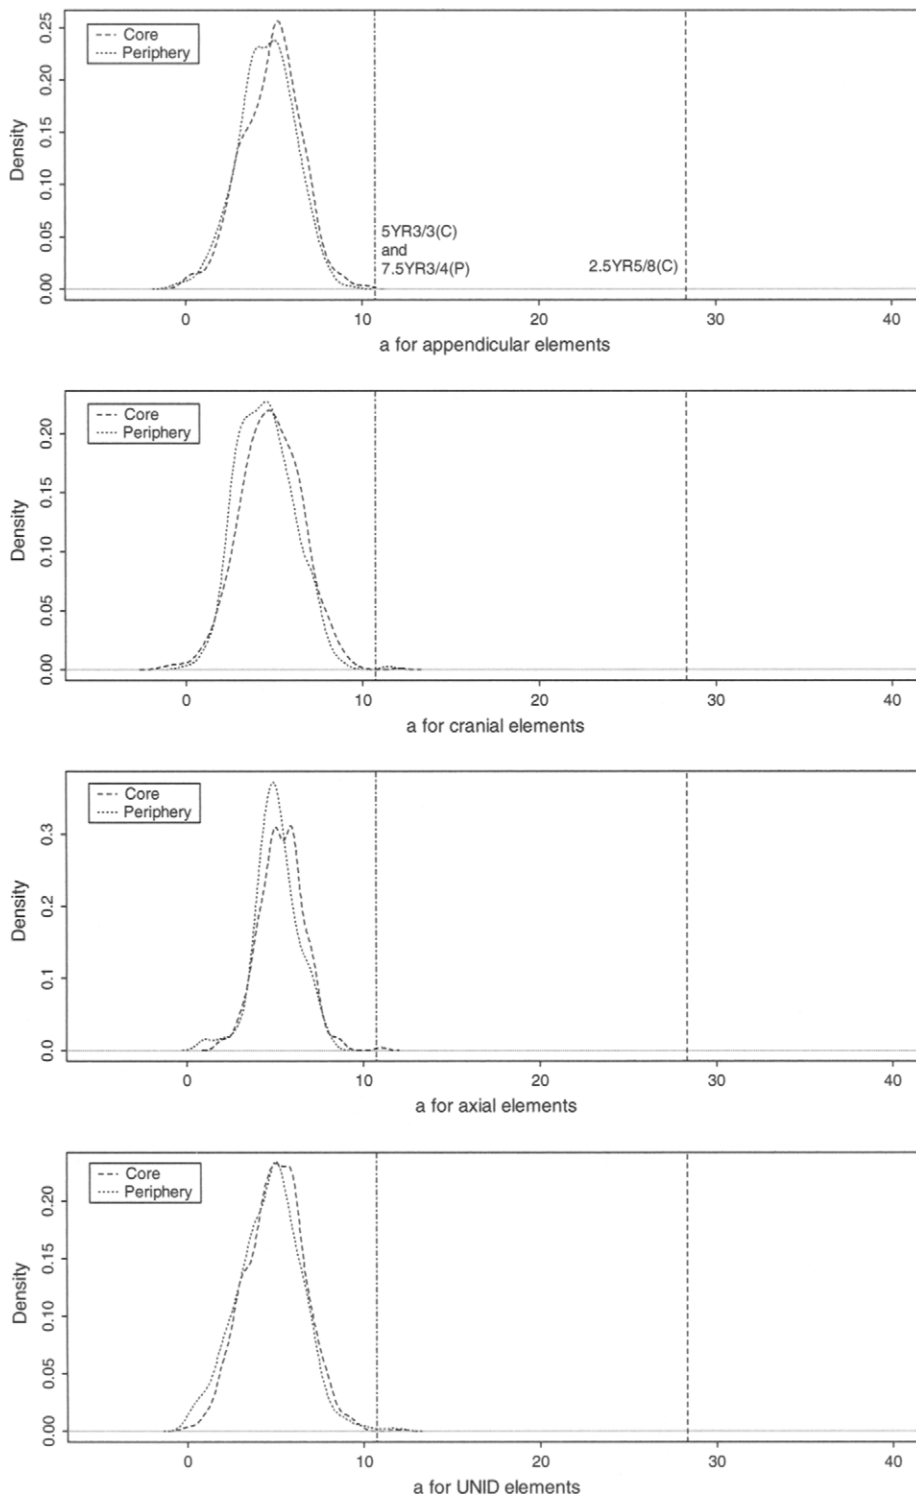 Density
0.25
0.20
0.15
0.10
0.05
0.00
Core
Periphery
5YR3/3(C)
and
7.5YR3/4(P)
2.5YR5/8(C)
0 10 20 30 40
a for appendicular elements
Density
0.20
0.15
0.10
0.05
0.00
Core
Periphery
0 10 20 30 40
a for cranial elements
Density
0.3
0.2
0.1
0.0
Core
Periphery
0 10 20 30 40
a for axial elements
Density
0.20
0.15
0.10
0.05
0.00
Core
Periphery
0 10 20 30 40
a for UNID elements